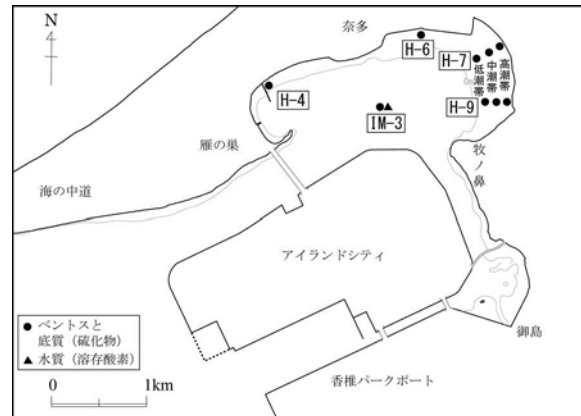 N
4
奈多
H-6
H-7
高潮帯
中潮帯
低潮帯
H-4
H-9
IM-3
雁の巣
牧ノ鼻
海の中道
アイランドシティ
● ベントスと
底質（硫化物）
▲ 水質（溶存酸素）
御島
0 1km
香椎パークポート